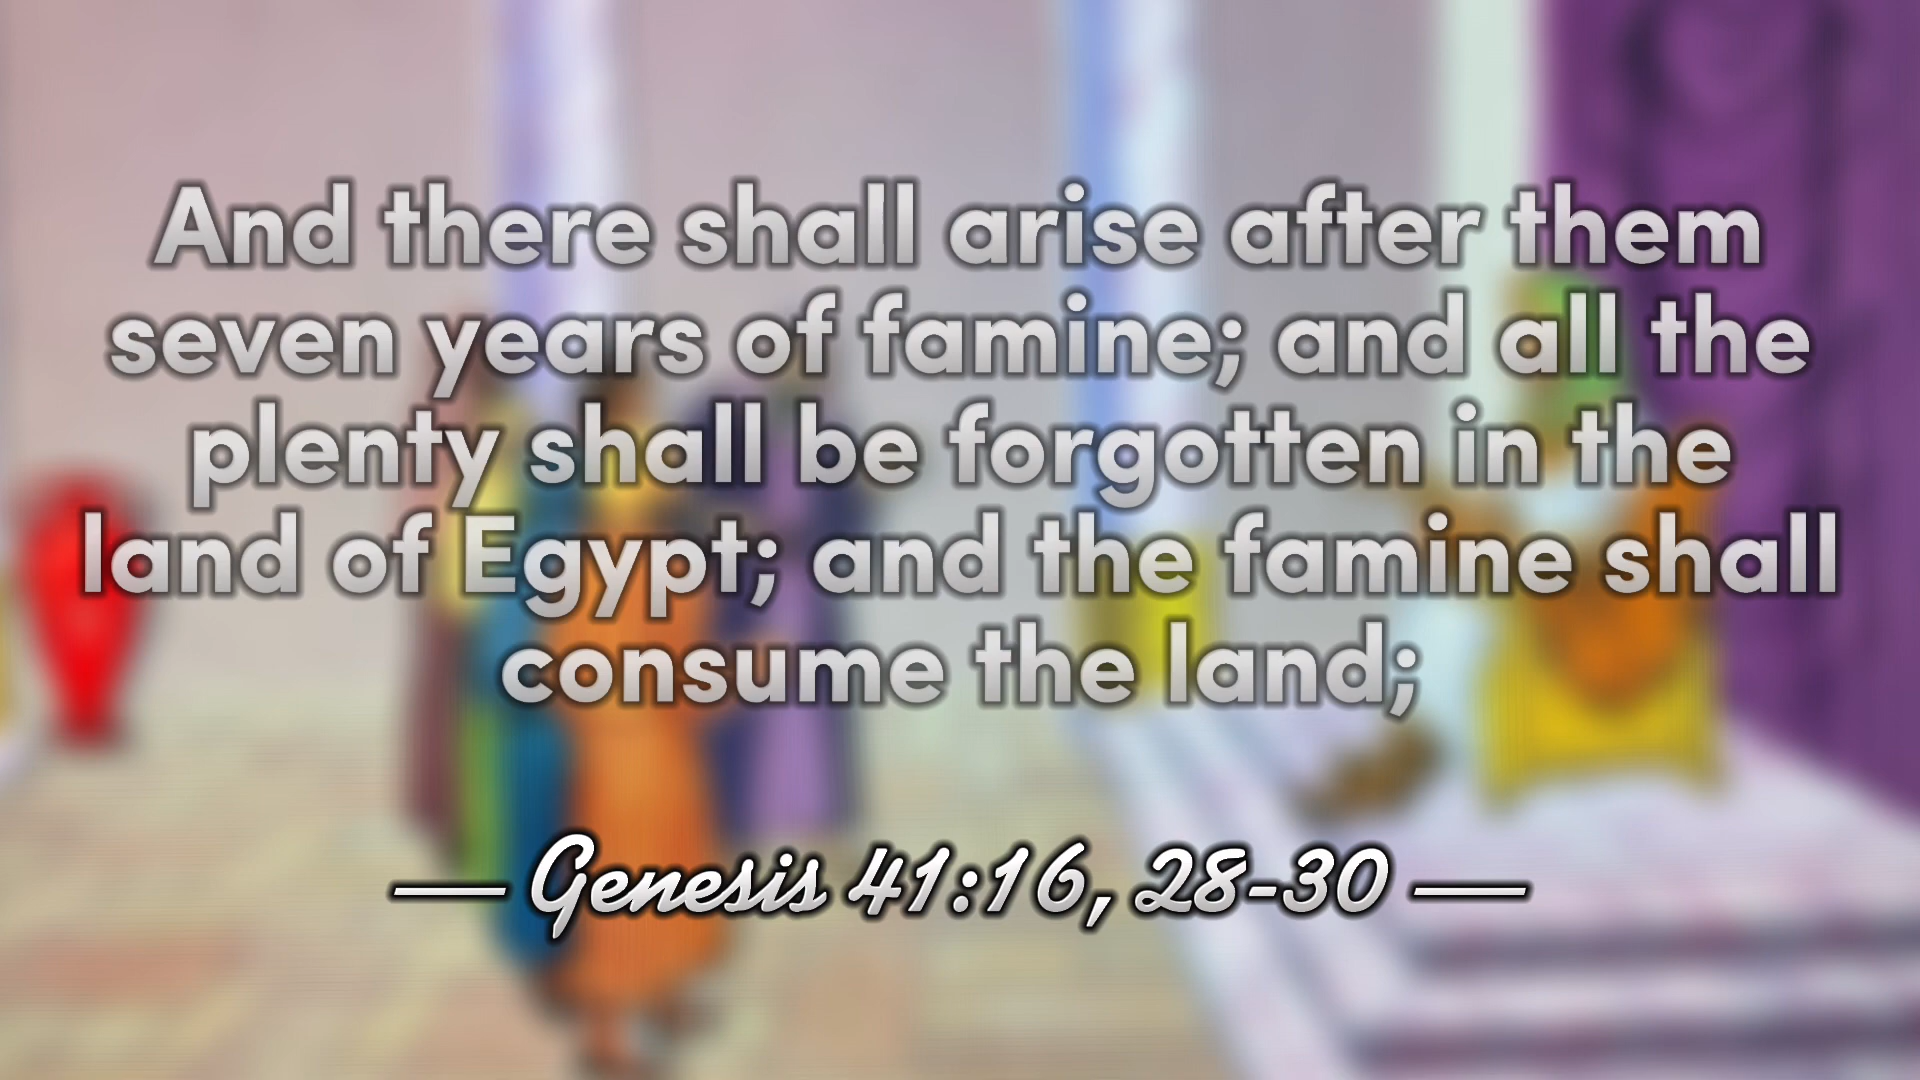 And there shall arise after them
seven years of famine; and all the
plenty shall be forgotten in the
land of Egypt; and the famine shall
consume the land;
— Genesis 41:16, 28-30 —